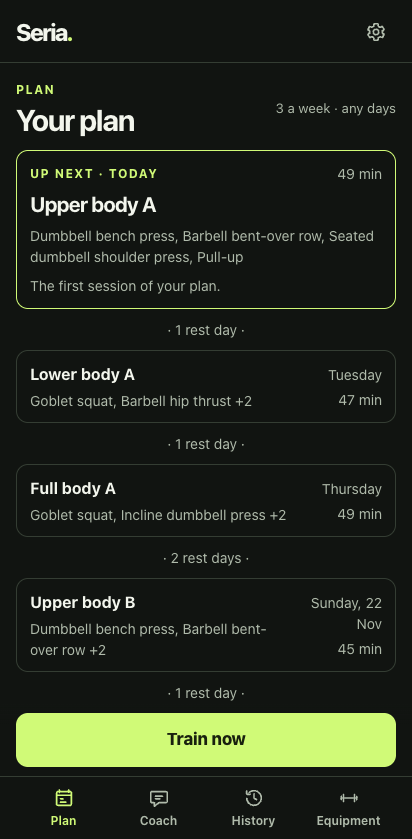 Seria.
PLAN
Your plan
3 a week · any days
UP NEXT · TODAY
49 min
Upper body A
Dumbbell bench press, Barbell bent-over row, Seated
dumbbell shoulder press, Pull-up
The first session of your plan.
· 1 rest day ·
Lower body A
Tuesday
Goblet squat, Barbell hip thrust +2
47 min
· 1 rest day ·
Full body A
Thursday
Goblet squat, Incline dumbbell press +2
49 min
· 2 rest days ·
Upper body B
Sunday, 22
Nov
Dumbbell bench press, Barbell bent-
over row +2
45 min
· 1 rest day ·
Train now
Plan
Coach
History
Equipment